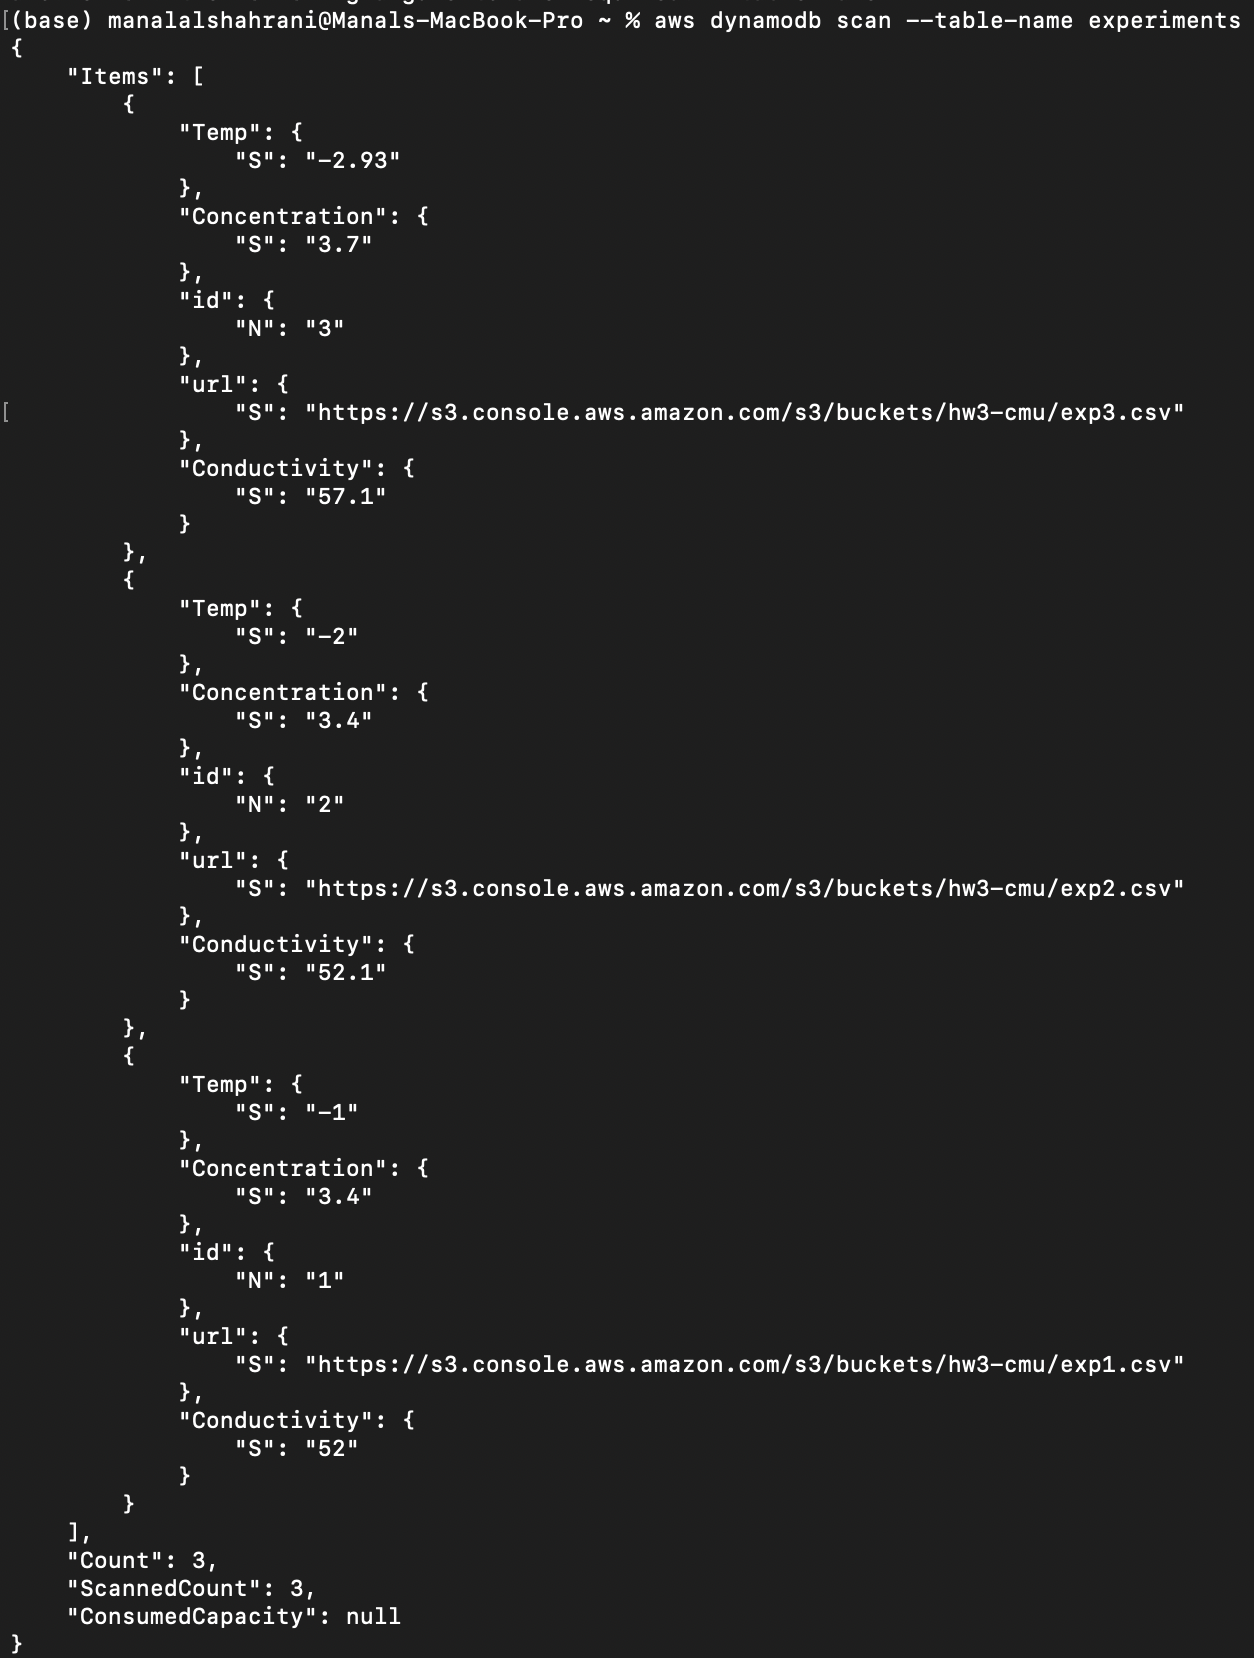 [(base) manalalshahrani@Manals-MacBook-Pro ~ % aws dynamodb scan --table-name experiments
{
    "Items": [
        {
            "Temp": {
                "S": "-2.93"
            },
            "Concentration": {
                "S": "3.7"
            },
            "id": {
                "N": "3"
            },
            "url": {
[                "S": "https://s3.console.aws.amazon.com/s3/buckets/hw3-cmu/exp3.csv"
            },
            "Conductivity": {
                "S": "57.1"
            }
        },
        {
            "Temp": {
                "S": "-2"
            },
            "Concentration": {
                "S": "3.4"
            },
            "id": {
                "N": "2"
            },
            "url": {
                "S": "https://s3.console.aws.amazon.com/s3/buckets/hw3-cmu/exp2.csv"
            },
            "Conductivity": {
                "S": "52.1"
            }
        },
        {
            "Temp": {
                "S": "-1"
            },
            "Concentration": {
                "S": "3.4"
            },
            "id": {
                "N": "1"
            },
            "url": {
                "S": "https://s3.console.aws.amazon.com/s3/buckets/hw3-cmu/exp1.csv"
            },
            "Conductivity": {
                "S": "52"
            }
        }
    ],
    "Count": 3,
    "ScannedCount": 3,
    "ConsumedCapacity": null
}